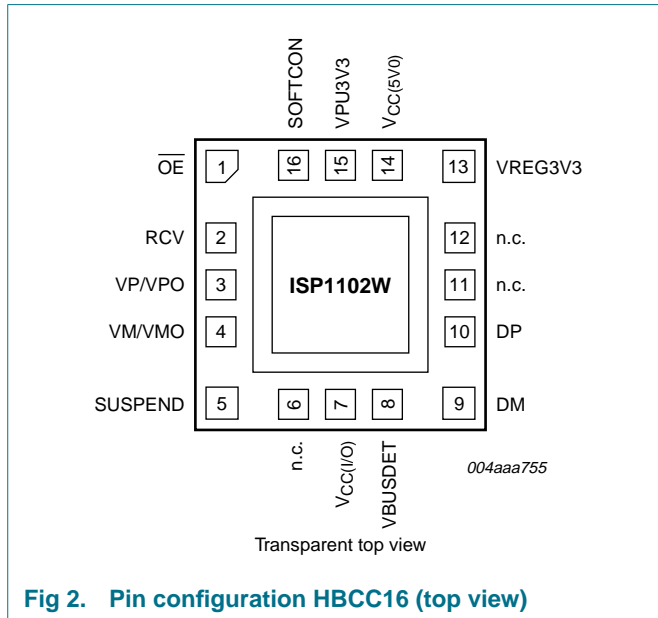 SOFTCON
VPU3V3
VCC(5V0)
OE 1 16 15 14 13 VREG3V3
RCV 2 12 n.c.
VP/VPO 3 ISP1102W 11 n.c.
VM/VMO 4 10 DP
SUSPEND 5 6 7 8 9 DM
n.c.
VCC(I/O)
VBUSDET
004aaa755
Transparent top view
Fig 2. Pin configuration HBCC16 (top view)